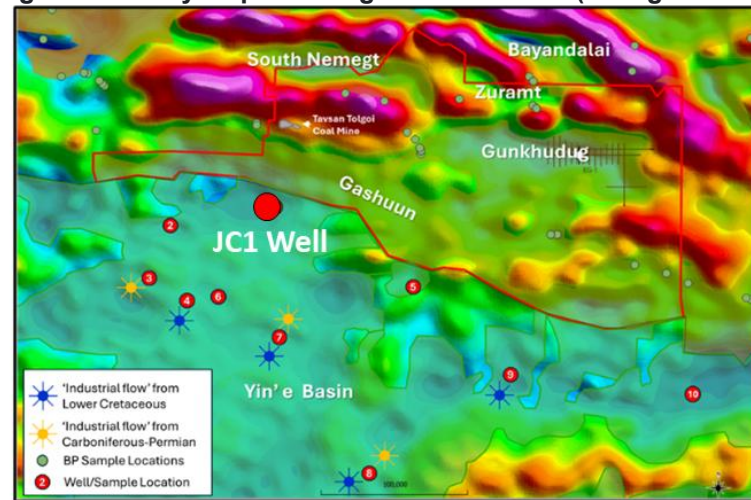 South Nemegt
Bayandalai
Zuramt
Tavsan Tolgoi
Coal Mine
Gunkhudug
Gashuun
JC1 Well
2
3
4
6
5
7
Yin' e Basin
9
10
8
'Industrial flow' from
Lower Cretaceous
'Industrial flow' from
Carboniferous-Permian
BP Sample Locations
2 Well/Sample Location